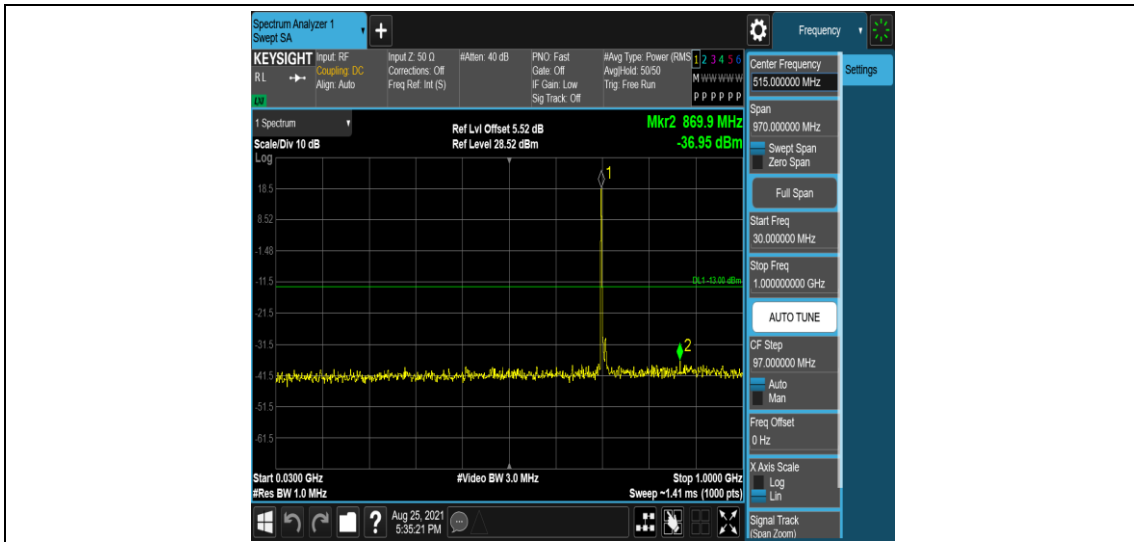 Spectrum Analyzer 1
Swept SA
+
Frequency
KEYSIGHT
RL
LXI
Input: RF
Coupling: DC
Align: Auto
Input Z: 50 Ω
Corrections: Off
Freq Ref: Int (S)
#Atten: 40 dB
PNO: Fast
Gate: Off
IF Gain: Low
Sig Track: Off
#Avg Type: Power (RMS
Avg|Hold: 50/50
Trig: Free Run
1 2 3 4 5 6
M W W W W W
P P P P P P
1 Spectrum
Scale/Div 10 dB
Ref Lvl Offset 5.52 dB
Ref Level 28.52 dBm
Mkr2 869.9 MHz
-36.95 dBm
Log
1
18.5
8.52
-1.48
-11.5
DL1 -13.00 dBm
-21.5
-31.5
2
-41.5
-51.5
-61.5
Start 0.0300 GHz
#Res BW 1.0 MHz
#Video BW 3.0 MHz
Stop 1.0000 GHz
Sweep ~1.41 ms (1000 pts)
?
Aug 25, 2021
5:35:21 PM
Center Frequency
515.000000 MHz
Settings
Span
970.000000 MHz
Swept Span
Zero Span
Full Span
Start Freq
30.000000 MHz
Stop Freq
1.000000000 GHz
AUTO TUNE
CF Step
97.000000 MHz
Auto
Man
Freq Offset
0 Hz
X Axis Scale
Log
Lin
Signal Track
(Span Zoom)